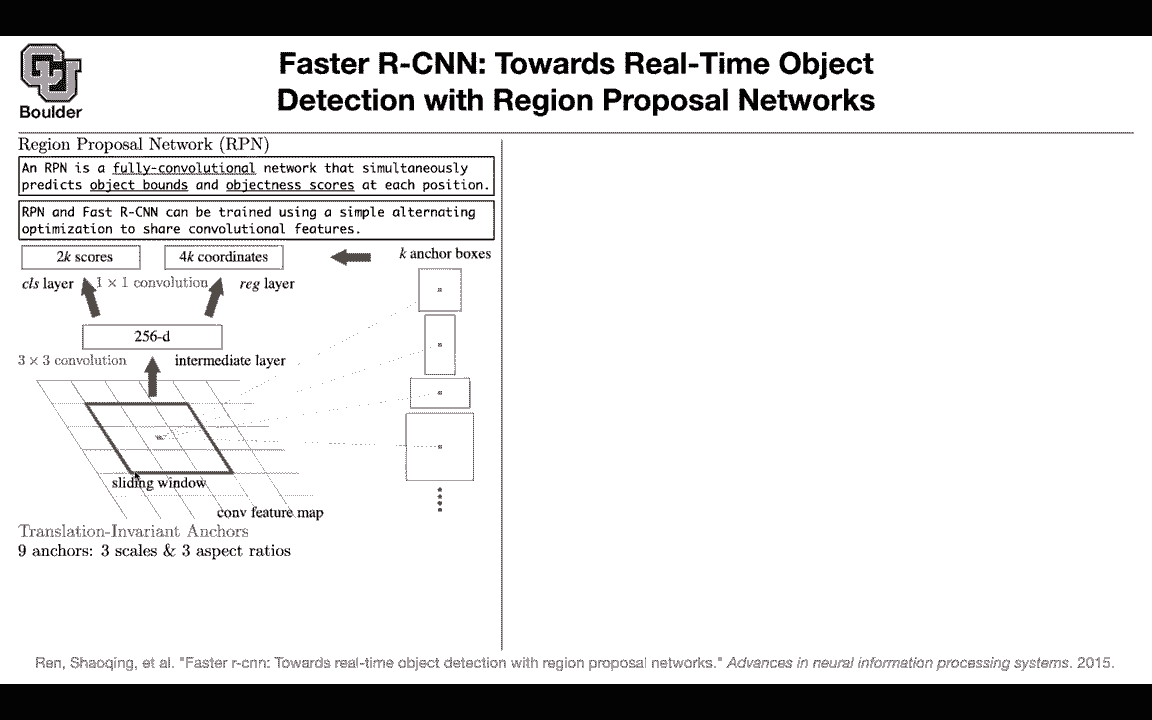 Boulder
Faster R-CNN: Towards Real-Time Object
Detection with Region Proposal Networks
Region Proposal Network (RPN)
An RPN is a fully-convolutional network that simultaneously
predicts object bounds and objectness scores at each position.
RPN and Fast R-CNN can be trained using a simple alternating
optimization to share convolutional features.
2k scores
4k coordinates
k anchor boxes
cls layer
1 × 1 convolution
reg layer
256-d
3 × 3 convolution
intermediate layer
sliding window
conv feature map
Translation-Invariant Anchors
9 anchors: 3 scales & 3 aspect ratios
Ren, Shaoqing, et al. "Faster r-cnn: Towards real-time object detection with region proposal networks." Advances in neural information processing systems. 2015.